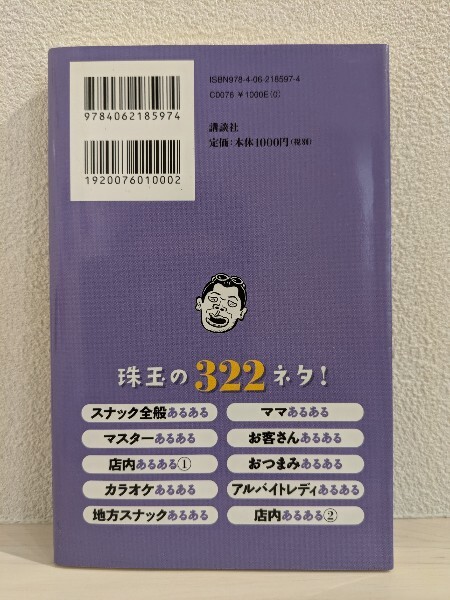 9784062185974
1920076010002
ISBN978-4-06-218597-4
C0076 ¥1000E(0)
講談社
定価:本体1000円(税別)
珠玉の322ネタ!
スナック全般あるある
ママあるある
マスターあるある
お客さんあるある
店内あるある①
おつまみあるある
カラオケあるある
アルバイトレディあるある
地方スナックあるある
店内あるある②